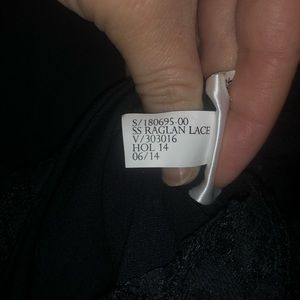 S/180695-00
SS RAGLAN LACE
V/303016
HOL 14
06/14